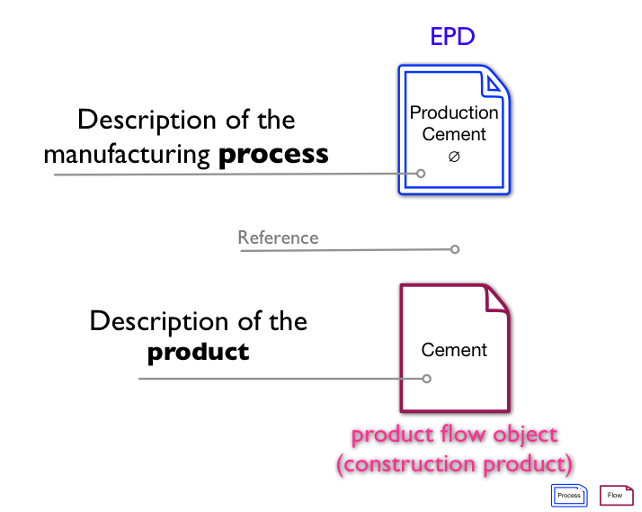 EPD
Description of the
manufacturing process
Production
Cement
∅
Reference
Description of the
product
Cement
product flow object
(construction product)
Process
Flow